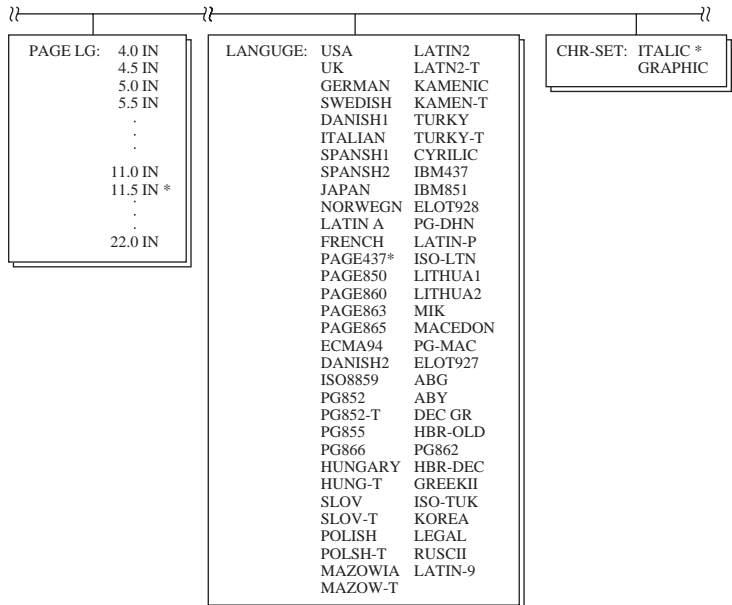 PAGE LG: 4.0 IN
4.5 IN
5.0 IN
5.5 IN
.
.
.
11.0 IN
11.5 IN *
.
.
.
22.0 IN
LANGUGE: USA LATIN2
UK LATN2-T
GERMAN KAMENIC
SWEDISH KAMEN-T
DANISH1 TURKY
ITALIAN TURKY-T
SPANSH1 CYRILIC
SPANSH2 IBM437
JAPAN IBM851
NORWEGN ELOT928
LATIN A PG-DHN
FRENCH LATIN-P
PAGE437* ISO-LTN
PAGE850 LITHUA1
PAGE860 LITHUA2
PAGE863 MIK
PAGE865 MACEDON
ECMA94 PG-MAC
DANISH2 ELOT927
ISO8859 ABG
PG852 ABY
PG852-T DEC GR
PG855 HBR-OLD
PG866 PG862
HUNGARY HBR-DEC
HUNG-T GREEKII
SLOV ISO-TUK
SLOV-T KOREA
POLISH LEGAL
POLSH-T RUSCII
MAZOWIA LATIN-9
MAZOW-T
CHR-SET: ITALIC *
GRAPHIC